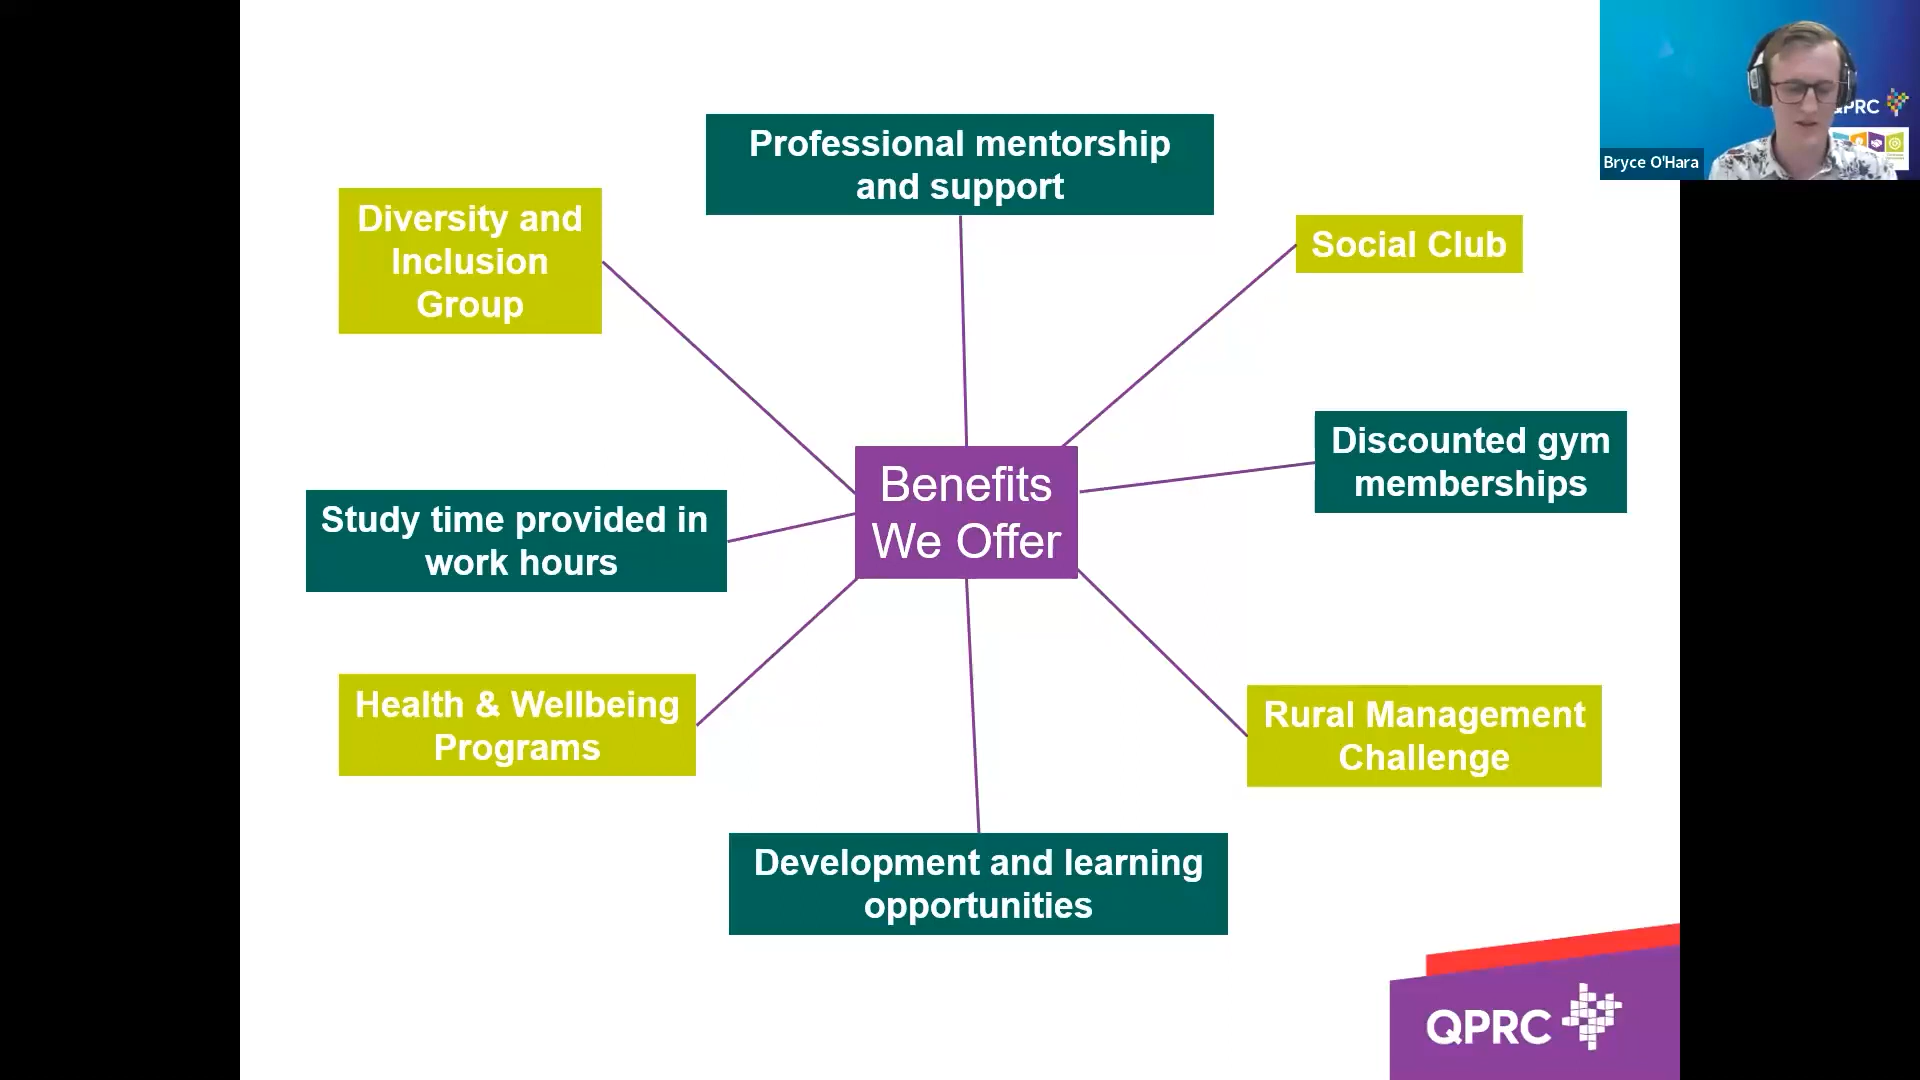 Professional mentorship
and support
Diversity and
Inclusion
Group
Social Club
Discounted gym
memberships
Benefits
We Offer
Study time provided in
work hours
Health & Wellbeing
Programs
Rural Management
Challenge
Development and learning
opportunities
QPRC
Bryce O'Hara